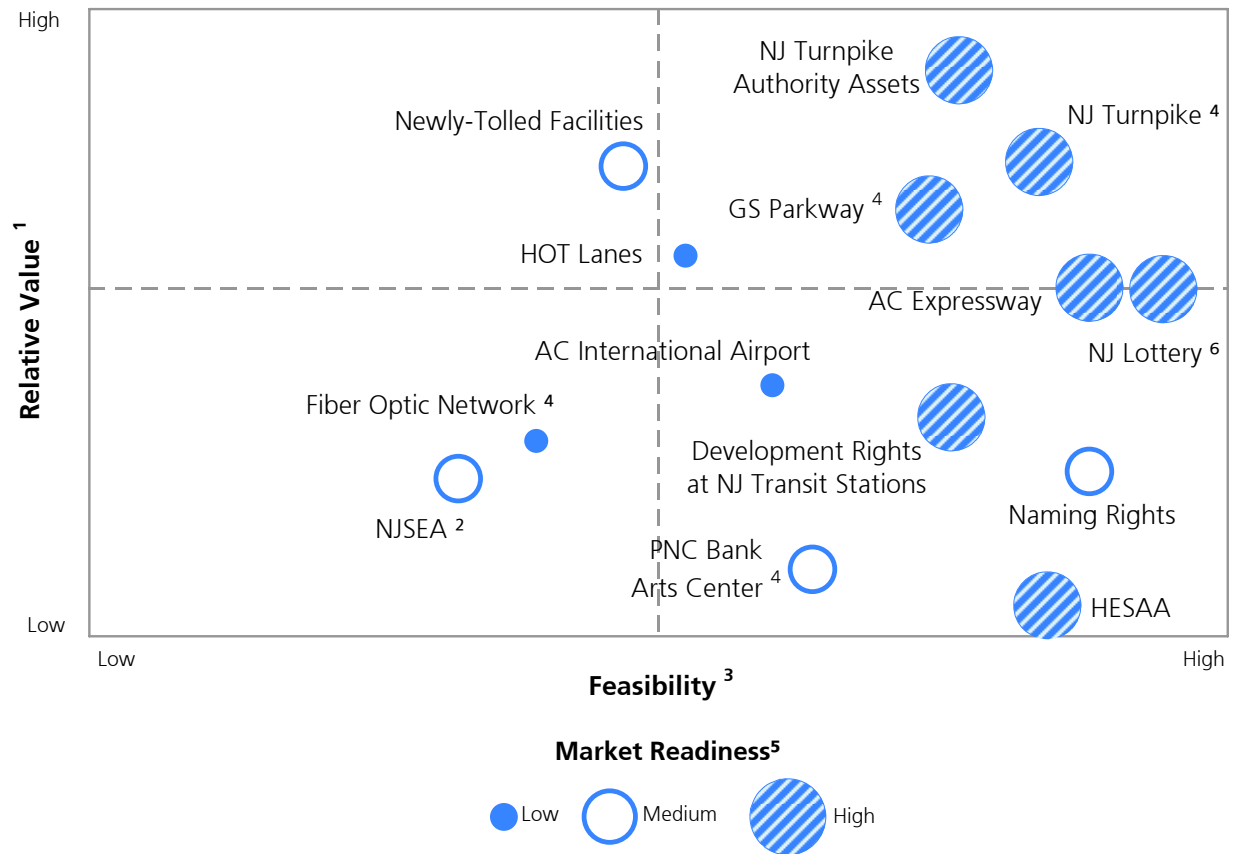 High
NJ Turnpike
Authority Assets
NJ Turnpike ⁴
Newly-Tolled Facilities
GS Parkway ⁴
HOT Lanes
AC Expressway
Relative Value ¹
AC International Airport
NJ Lottery ⁶
Fiber Optic Network ⁴
Development Rights
at NJ Transit Stations
Naming Rights
NJSEA ²
PNC Bank
Arts Center ⁴
HESAA
Low
Low
High
Feasibility ³
Market Readiness⁵
Low
Medium
High